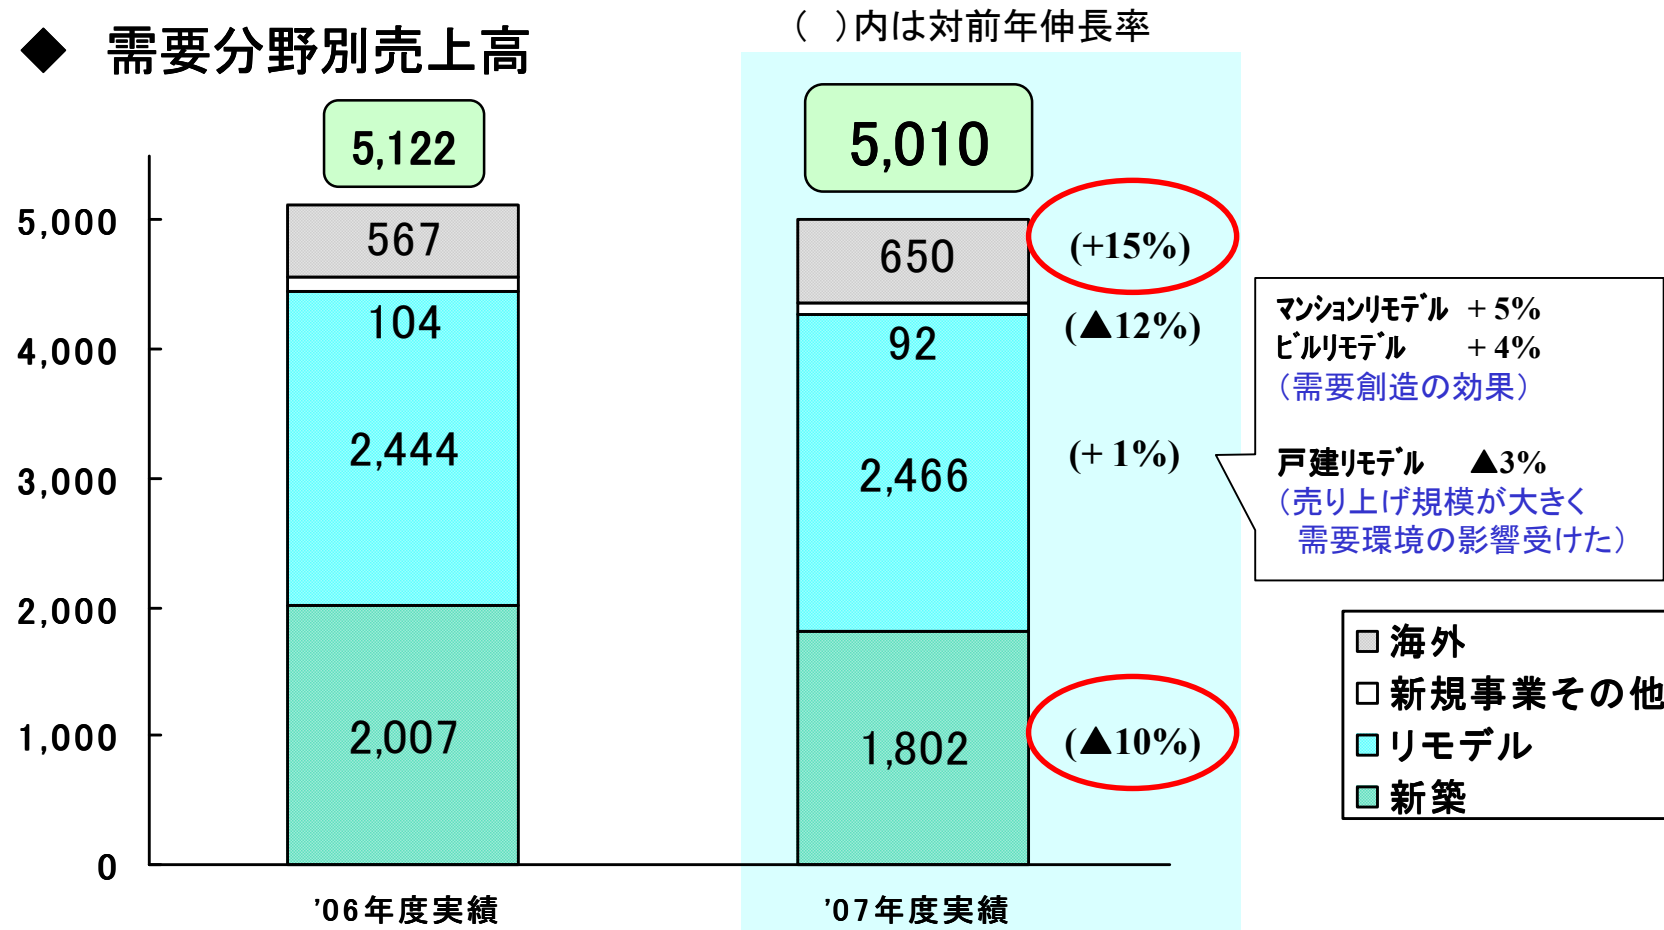 ( )内は対前年伸長率
◆ 需要分野別売上高
5,122
5,010
5,000
4,000
3,000
2,000
1,000
0
567
104
2,444
2,007
650
92
2,466
1,802
(+15%)
(▲12%)
(+ 1%)
(▲10%)
マンションリモデル + 5%
ビルリモデル + 4%
(需要創造の効果)
戸建リモデル ▲3%
(売り上げ規模が大きく
需要環境の影響受けた)
海外
新規事業その他
リモデル
新築
'06年度実績
'07年度実績